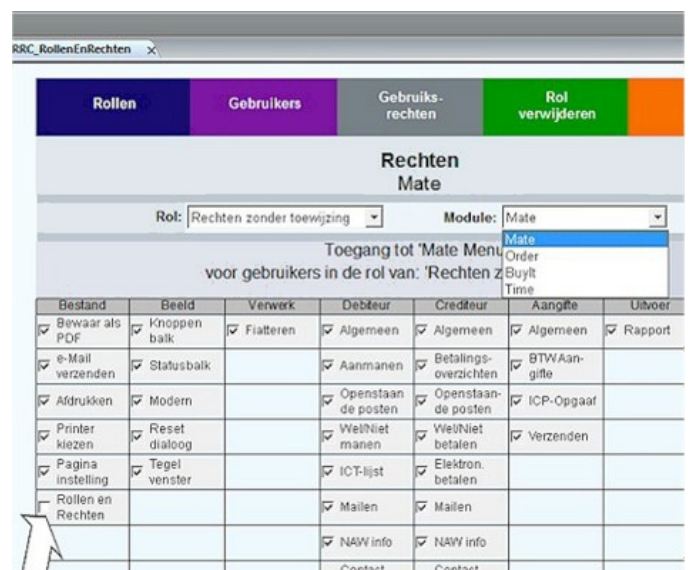 RRC_RollenEnRechten x
Rollen Gebruikers Gebruiks- Rol
rechten verwijderen
Rechten
Mate
Rol: Rechten zonder toewijzing Module: Mate
Mate
Order
BuyIt
Time
Toegang tot 'Mate Menu
voor gebruikers in de rol van: 'Rechten z
Bestand Beeld Verwerk Debiteur Crediteur Aangifte Uitvoer
Bewaar als Knoppen Fiatteren Algemeen Algemeen Algemeen Rapport
PDF balk
e-Mail Statusbalk Aanmanen Betalings- BTW Aan-
verzenden overzichten gifte
Afdrukken Modern Openstaan Openstaan- ICP-Opgaaf
de posten de posten
Printer Reset Wel/Niet Wel/Niet Verzenden
kiezen dialoog manen betalen
Pagina Tegel ICT-lijst Elektron.
instelling venster betalen
Rollen en Mailen Mailen
Rechten
NAW info NAW info
Contact Contact